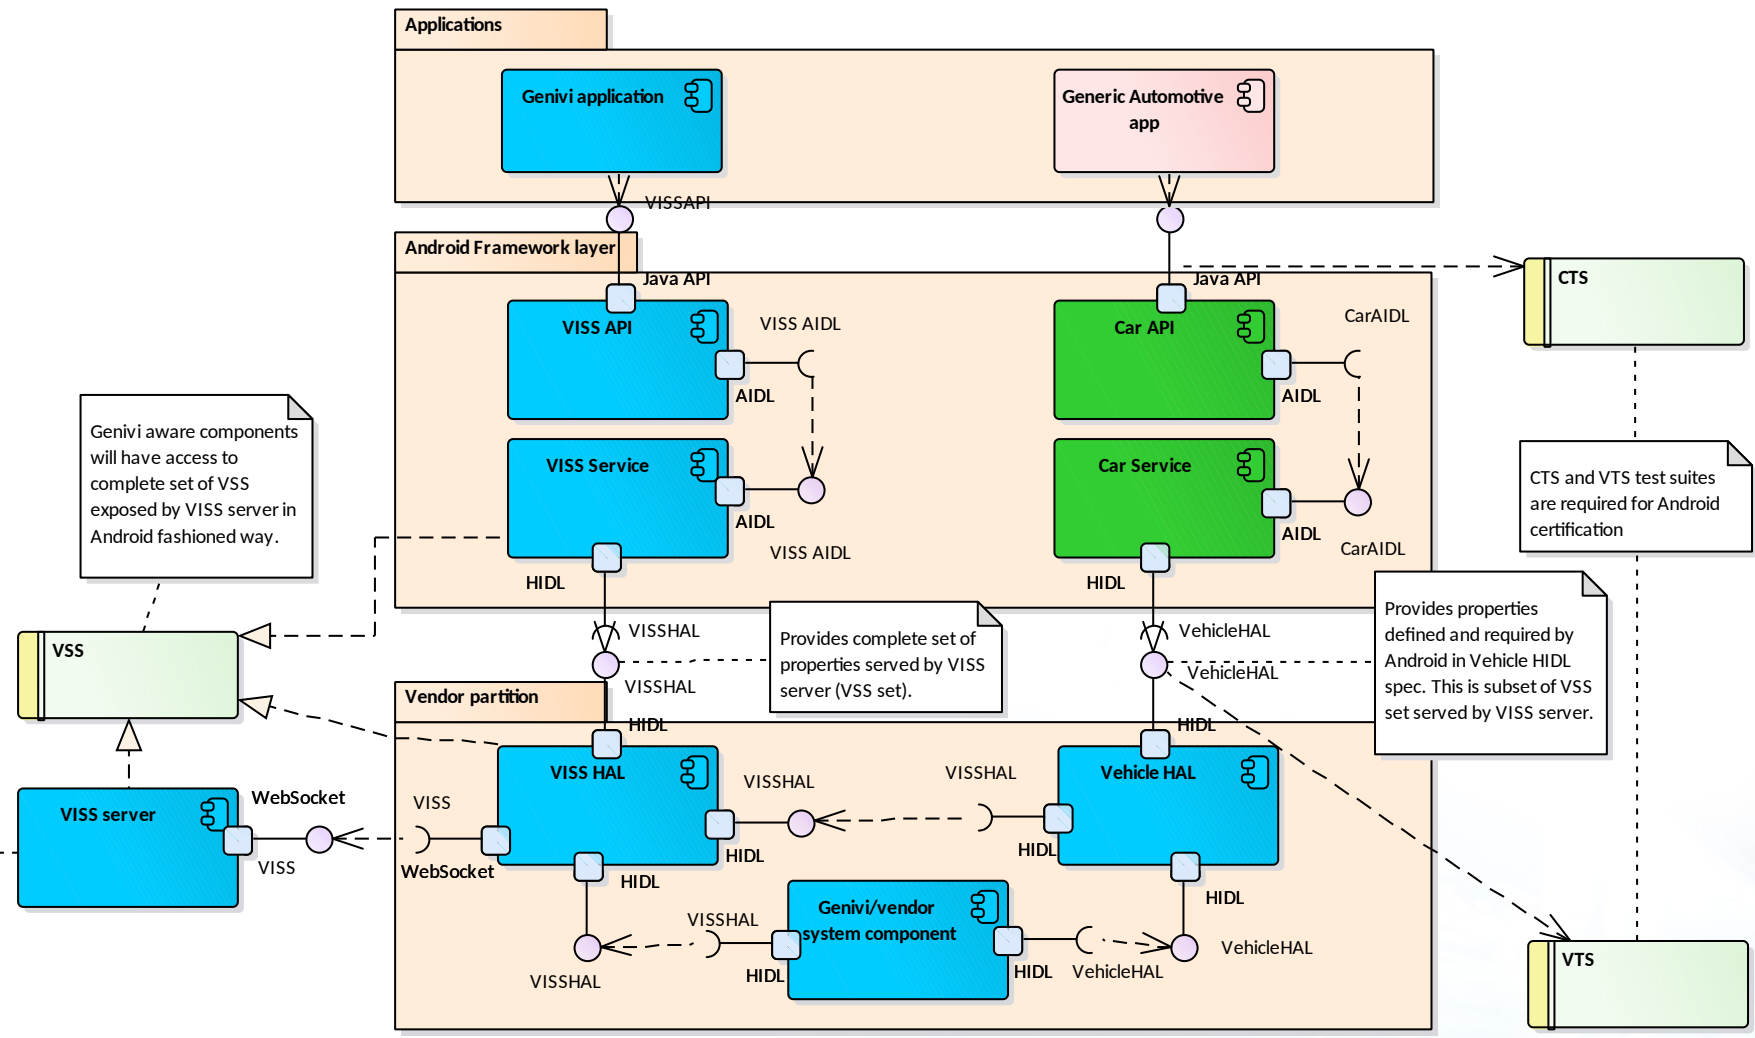 Applications
Genivi application
Generic Automotive
app
VISSAPI
Android Framework layer
Java API
Java API
CTS
VISS API
VISS AIDL
Car API
CarAIDL
AIDL
AIDL
Genivi aware components
will have access to
complete set of VSS
exposed by VISS server in
Android fashioned way.
VISS Service
Car Service
CTS and VTS test suites
are required for Android
certification
AIDL
AIDL
VISS AIDL
CarAIDL
HIDL
HIDL
VISSHAL
VehicleHAL
Provides complete set of
properties served by VISS
server (VSS set).
Provides properties
defined and required by
Android in Vehicle HIDL
spec. This is subset of VSS
set served by VISS server.
VSS
VISSHAL
VehicleHAL
Vendor partition
HIDL
HIDL
VISS HAL
VISSHAL
VISSHAL
Vehicle HAL
WebSocket
VISS
VISS server
HIDL
HIDL
VISS
WebSocket
HIDL
HIDL
VISSHAL
Genivi/vendor
system component
VehicleHAL
VISSHAL
HIDL
HIDL
VehicleHAL
VTS